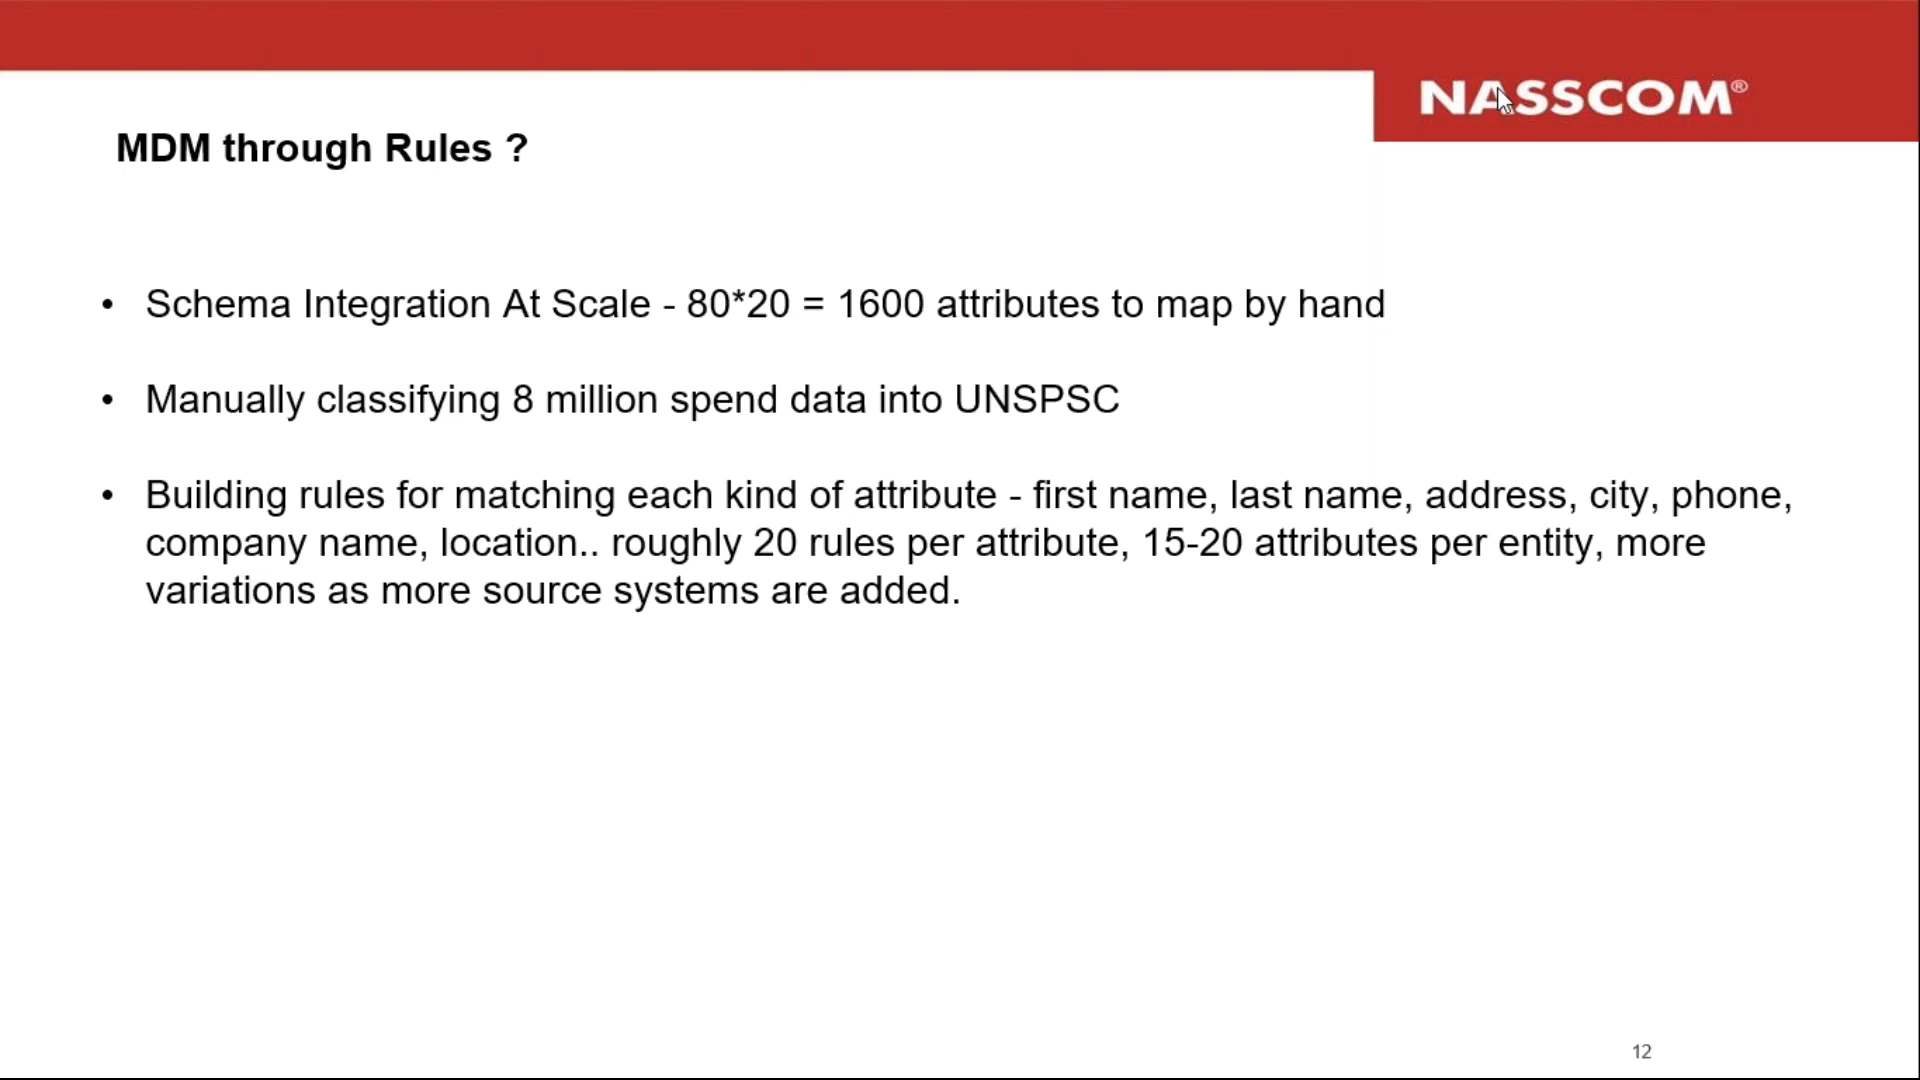 NASSCOM®
MDM through Rules ?
• Schema Integration At Scale - 80*20 = 1600 attributes to map by hand
• Manually classifying 8 million spend data into UNSPSC
• Building rules for matching each kind of attribute - first name, last name, address, city, phone,
company name, location.. roughly 20 rules per attribute, 15-20 attributes per entity, more
variations as more source systems are added.
12